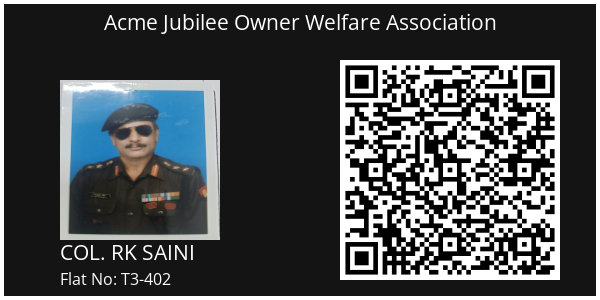 Acme Jubilee Owner Welfare Association
COL. RK SAINI
Flat No: T3-402